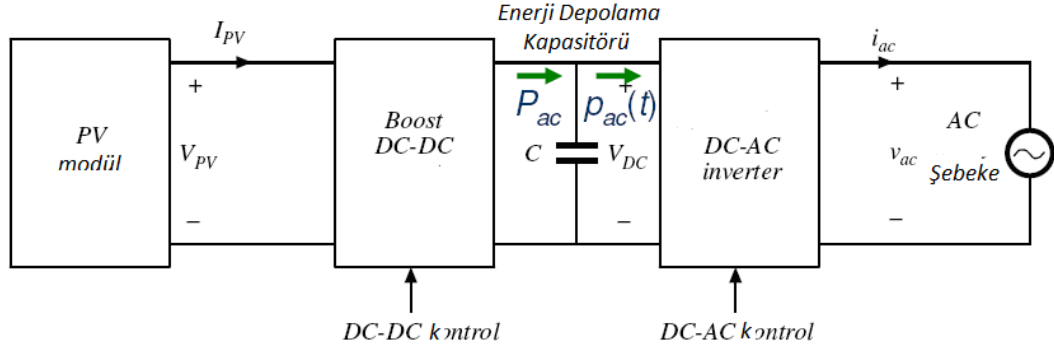 Enerji Depolama
Kapasitörü
I_PV
i_ac
+
P_ac
p_ac(t)
+
+
PV
modül
V_PV
Boost
DC-DC
C
V_DC
DC-AC
inverter
v_ac
AC
Şebeke
–
–
–
DC-DC kontrol
DC-AC kontrol